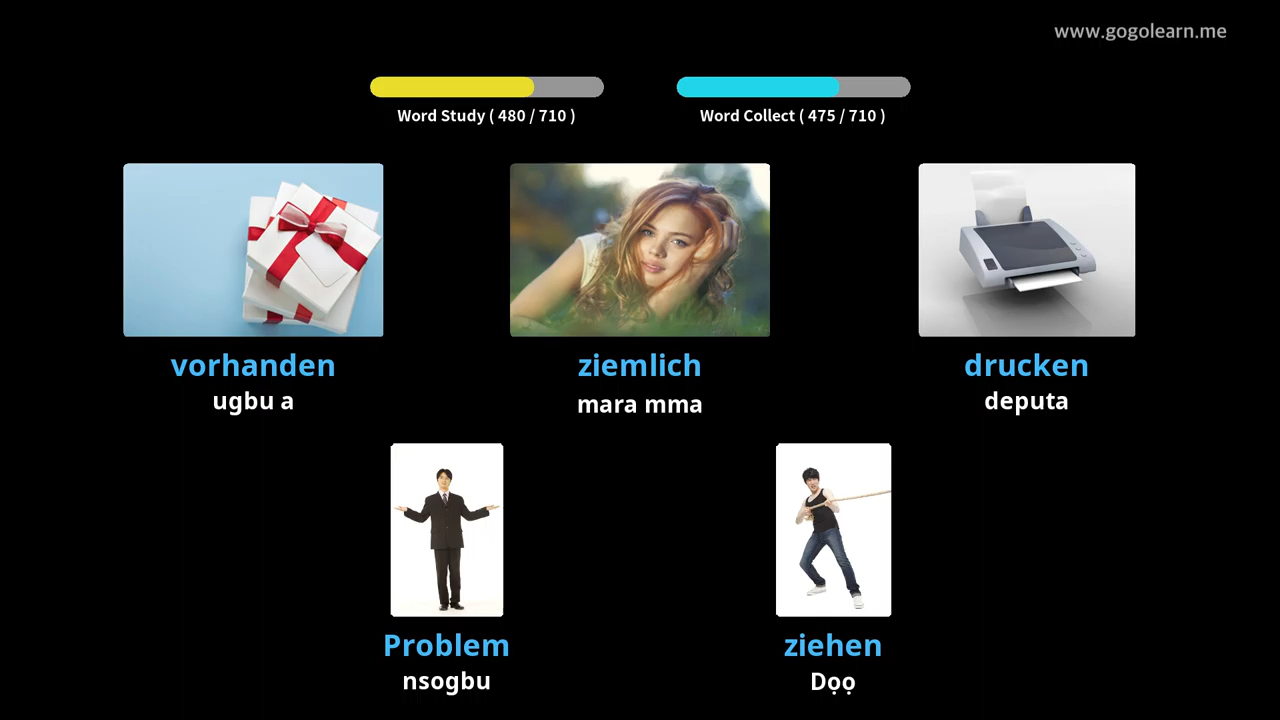 www.gogolearn.me
Word Study ( 480 / 710 )
Word Collect ( 475 / 710 )
vorhanden
ugbu a
ziemlich
mara mma
drucken
deputa
Problem
nsogbu
ziehen
Dọọ